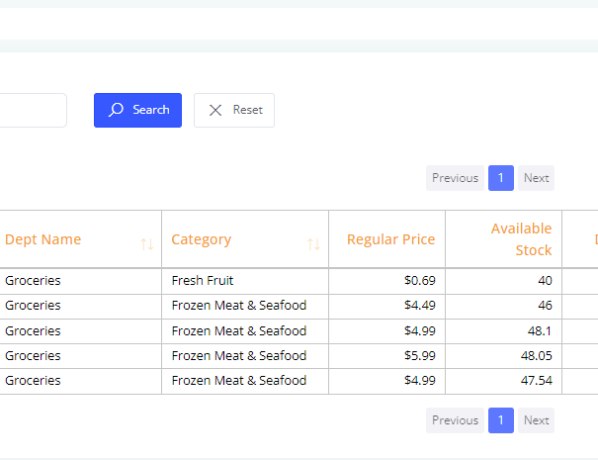 Search Reset
Previous 1 Next
Dept Name Category Regular Price Available Stock
Groceries Fresh Fruit $0.69 40
Groceries Frozen Meat & Seafood $4.49 46
Groceries Frozen Meat & Seafood $4.99 48.1
Groceries Frozen Meat & Seafood $5.99 48.05
Groceries Frozen Meat & Seafood $4.99 47.54
Previous 1 Next